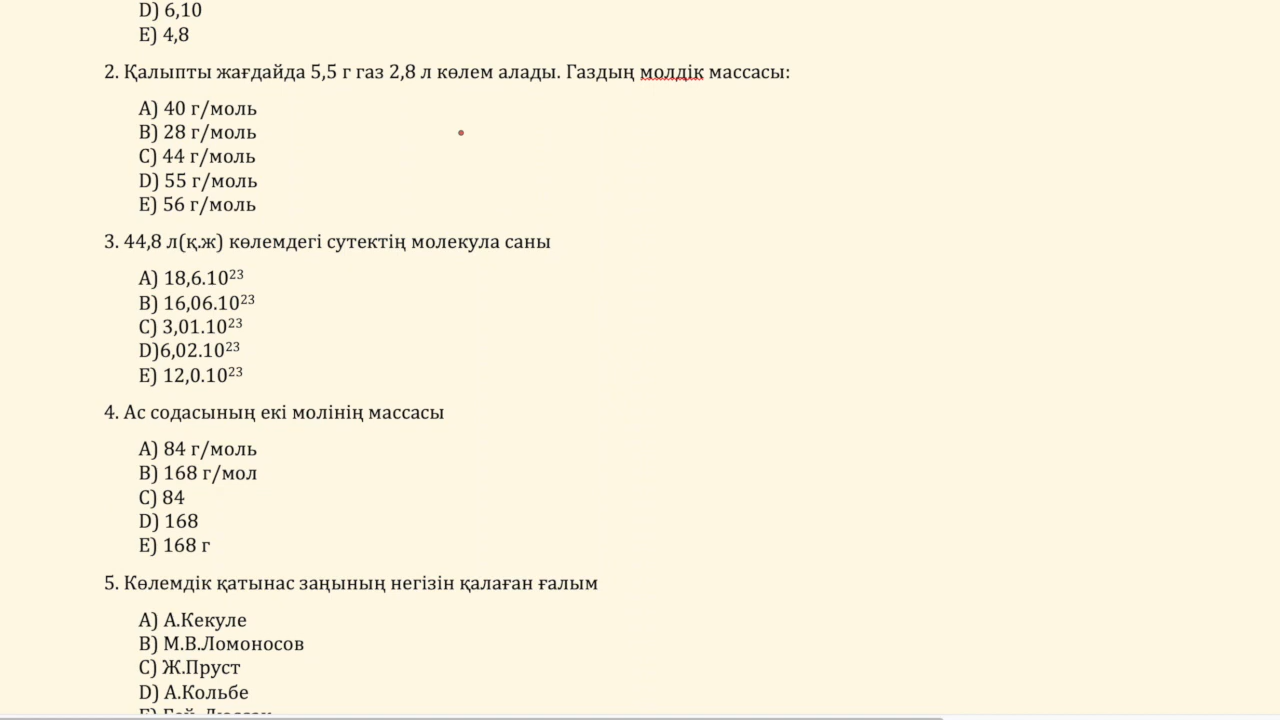 D) 6,10
E) 4,8
2. Қалыпты жағдайда 5,5 г газ 2,8 л көлем алады. Газдың молдік массасы:
A) 40 г/моль
B) 28 г/моль
C) 44 г/моль
D) 55 г/моль
E) 56 г/моль
3. 44,8 л(қ.ж) көлемдегі сутектің молекула саны
A) 18,6.10²³
B) 16,06.10²³
C) 3,01.10²³
D)6,02.10²³
E) 12,0.10²³
4. Ас содасының екі молінің массасы
A) 84 г/моль
B) 168 г/мол
C) 84
D) 168
E) 168 г
5. Көлемдік қатынас заңының негізін қалаған ғалым
A) А.Кекуле
B) М.В.Ломоносов
C) Ж.Пруст
D) А.Кольбе